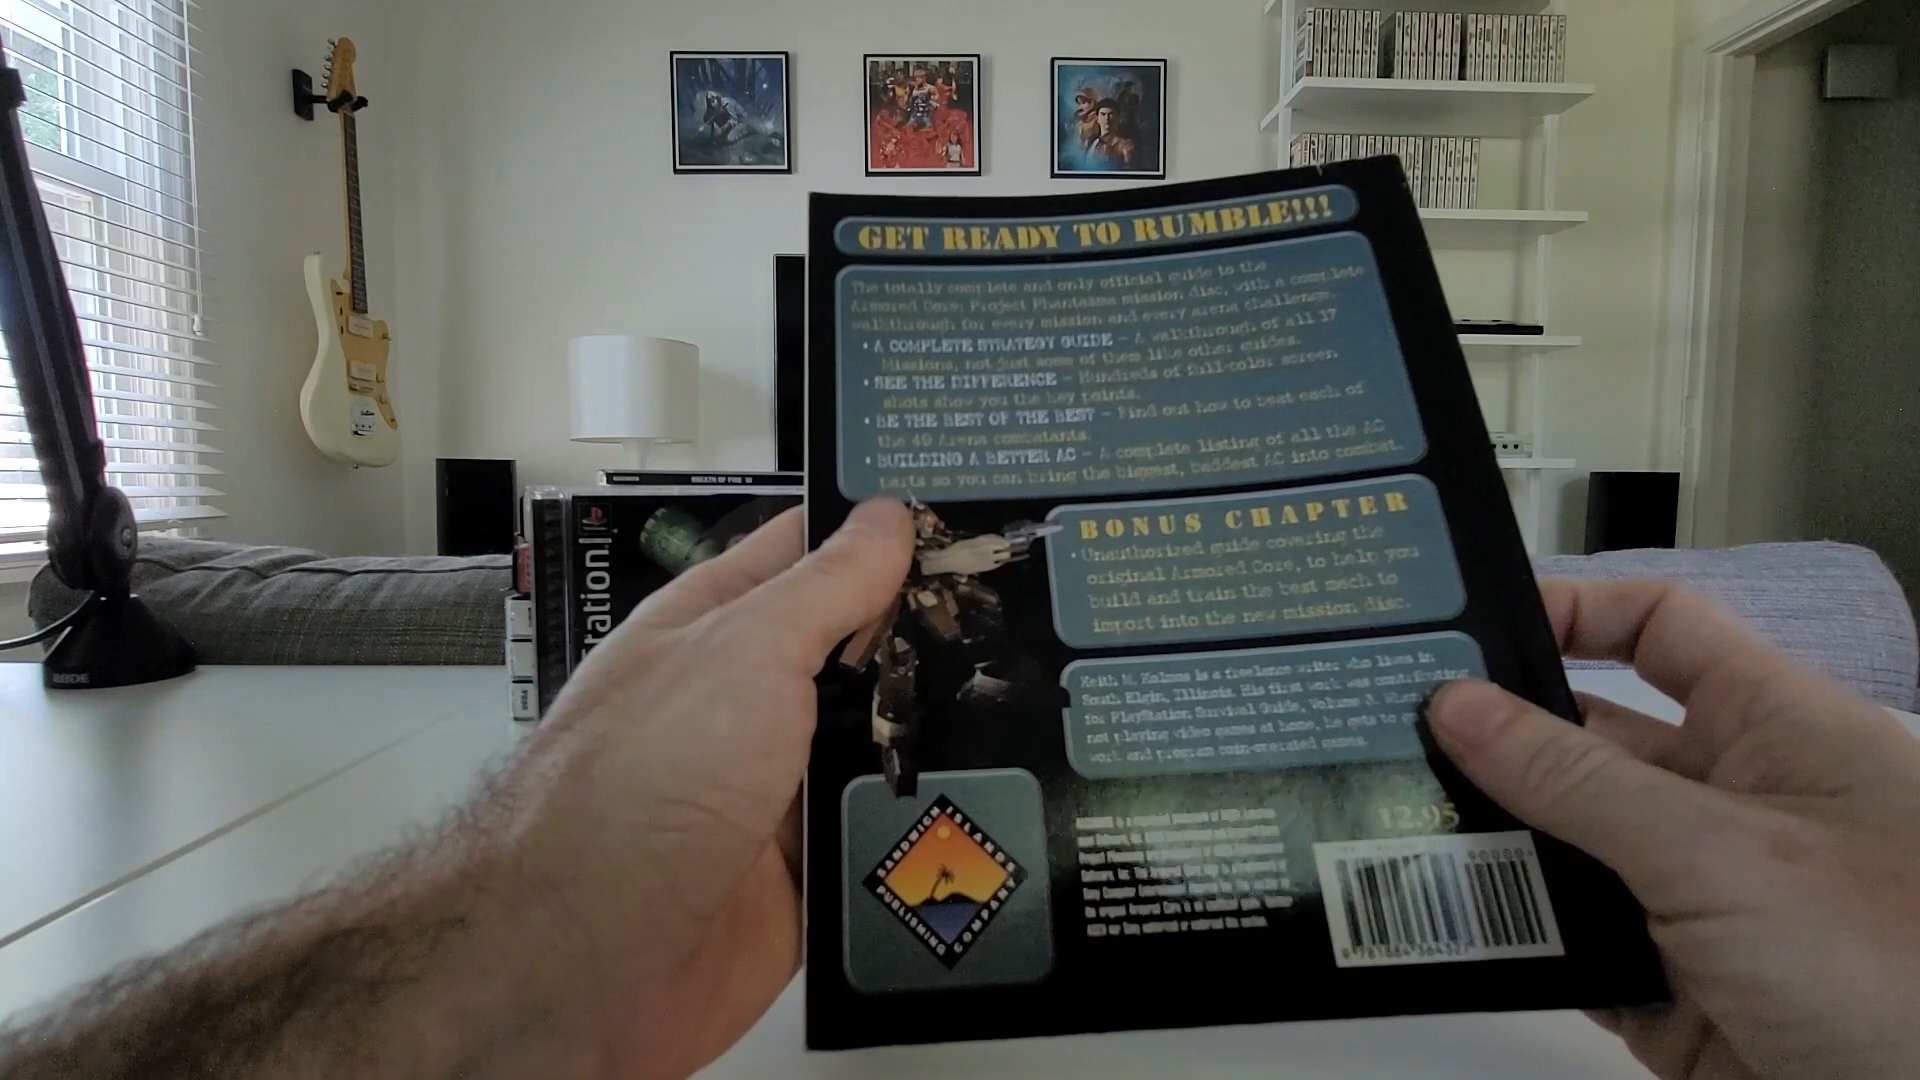 GET READY TO RUMBLE!!!
The totally complete and only official guide to the
Armored Core: Project Phantasma mission disc, with a complete
walkthrough for every mission and every arena challenge.
• A COMPLETE STRATEGY GUIDE – A walkthrough of all 17
Missions, not just some of them like other guides.
• SEE THE DIFFERENCE – Hundreds of full-color screen
shots show you the key points.
• BE THE BEST OF THE BEST – Find out how to beat each of
the 40 Arena combatants.
• BUILDING A BETTER AC – A complete listing of all the AC
parts so you can bring the biggest, baddest AC into combat.
BREATH OF FIRE III
BONUS CHAPTER
• Unauthorized guide covering the
original Armored Core, to help you
build and train the best mech to
import into the new mission disc.
tation
Keith M. Kolmos is a freelance writer who lives in
South Elgin, Illinois. His first work was contributing
for PlayStation Survival Guide, Volume 3. When
not playing video games at home, he gets to go
work and program coin-operated games.
RØDE
SEGA
SANDWICH ISLANDS
PUBLISHING COMPANY
12.95
90000